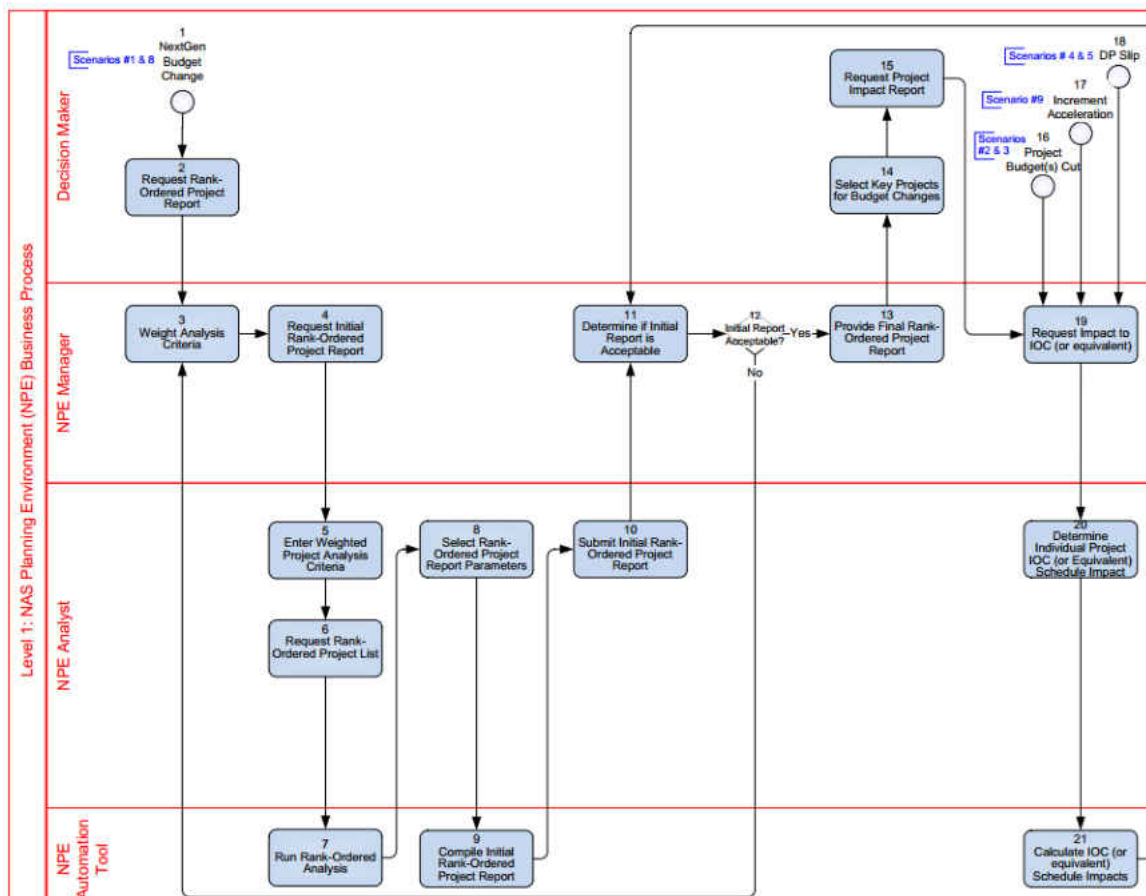 Level 1: NAS Planning Environment (NPE) Business Process
Decision Maker
Scenarios #1 & 8
1
NextGen
Budget
Change
2
Request Rank-
Ordered Project
Report
15
Request Project
Impact Report
14
Select Key Projects
for Budget Changes
Scenarios # 4 & 5
18
DP Slip
Scenario #9
17
Increment
Acceleration
Scenarios
#2 & 3
16
Project
Budget(s) Cut
NPE Manager
3
Weight Analysis
Criteria
4
Request Initial
Rank-Ordered
Project Report
11
Determine if Initial
Report is
Acceptable
12
Initial Report
Acceptable?
Yes
No
13
Provide Final Rank-
Ordered Project
Report
19
Request Impact to
IOC (or equivalent)
NPE Analyst
5
Enter Weighted
Project Analysis
Criteria
6
Request Rank-
Ordered Project List
8
Select Rank-
Ordered Project
Report Parameters
10
Submit Initial Rank-
Ordered Project
Report
20
Determine
Individual Project
IOC (or Equivalent)
Schedule Impact
NPE
Automation
Tool
7
Run Rank-Ordered
Analysis
9
Compile Initial
Rank-Ordered
Project Report
21
Calculate IOC (or
equivalent)
Schedule Impacts